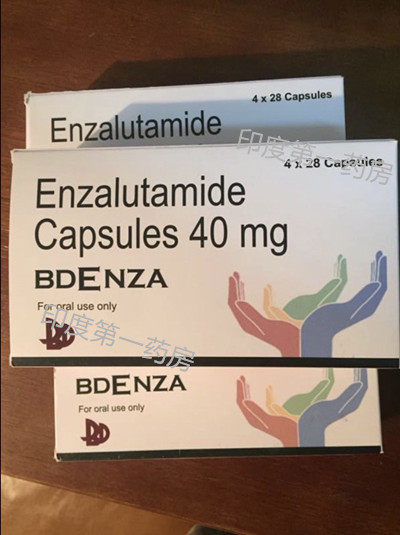 4 x 28 Capsules
Enzalutamide
印度第一药房
4 x 28 Capsules
Enzalutamide
Capsules 40 mg
BDENZA
For oral use only
印度第一药房
BDENZA
For oral use only